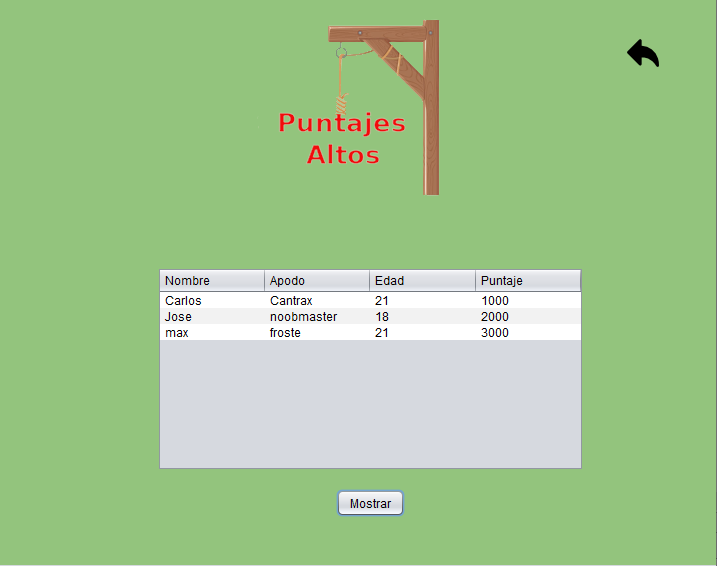 Puntajes
Altos
Nombre Apodo Edad Puntaje
Carlos Cantrax 21 1000
Jose noobmaster 18 2000
max froste 21 3000
Mostrar